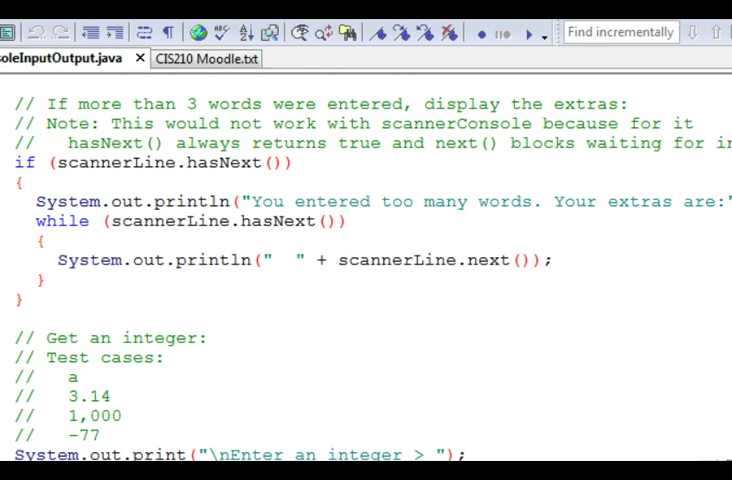 Find incrementally
soleInputOutput.java
CIS210 Moodle.txt
// If more than 3 words were entered, display the extras:
// Note: This would not work with scannerConsole because for it
// hasNext() always returns true and next() blocks waiting for
if (scannerLine.hasNext())
{
System.out.println("You entered too many words. Your extras are:"
while (scannerLine.hasNext())
{
System.out.println(" " + scannerLine.next());
}
}
// Get an integer:
// Test cases:
// a
// 3.14
// 1,000
// -77
System.out.print("\nEnter an integer > ");